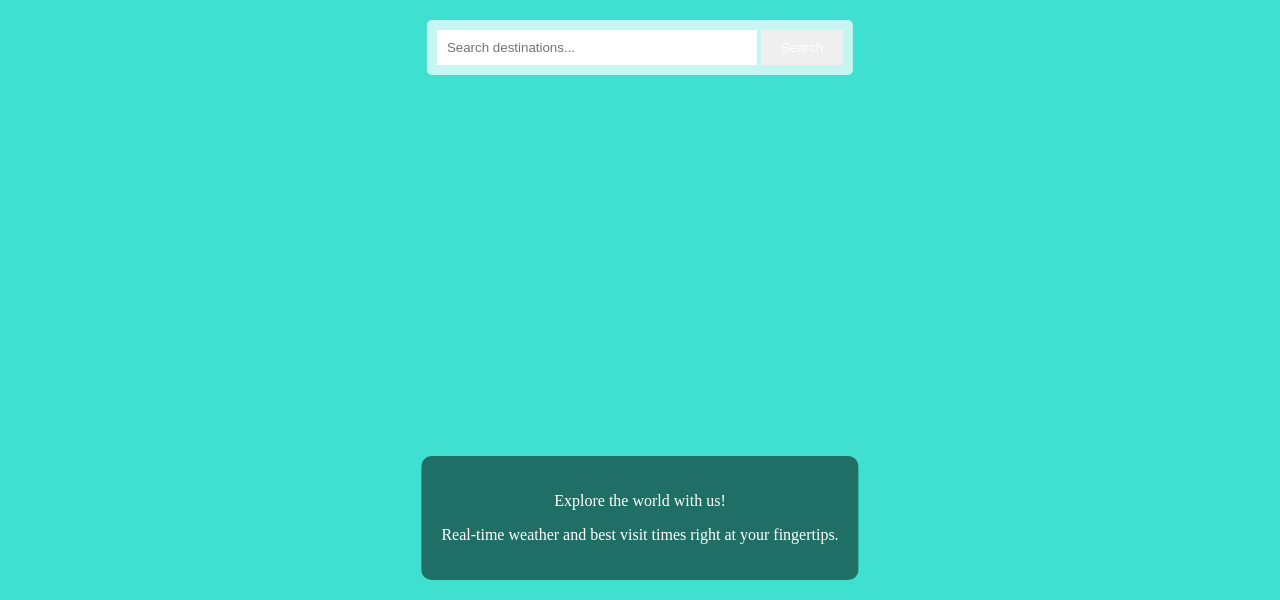 Search destinations...
Search
Explore the world with us!
Real-time weather and best visit times right at your fingertips.